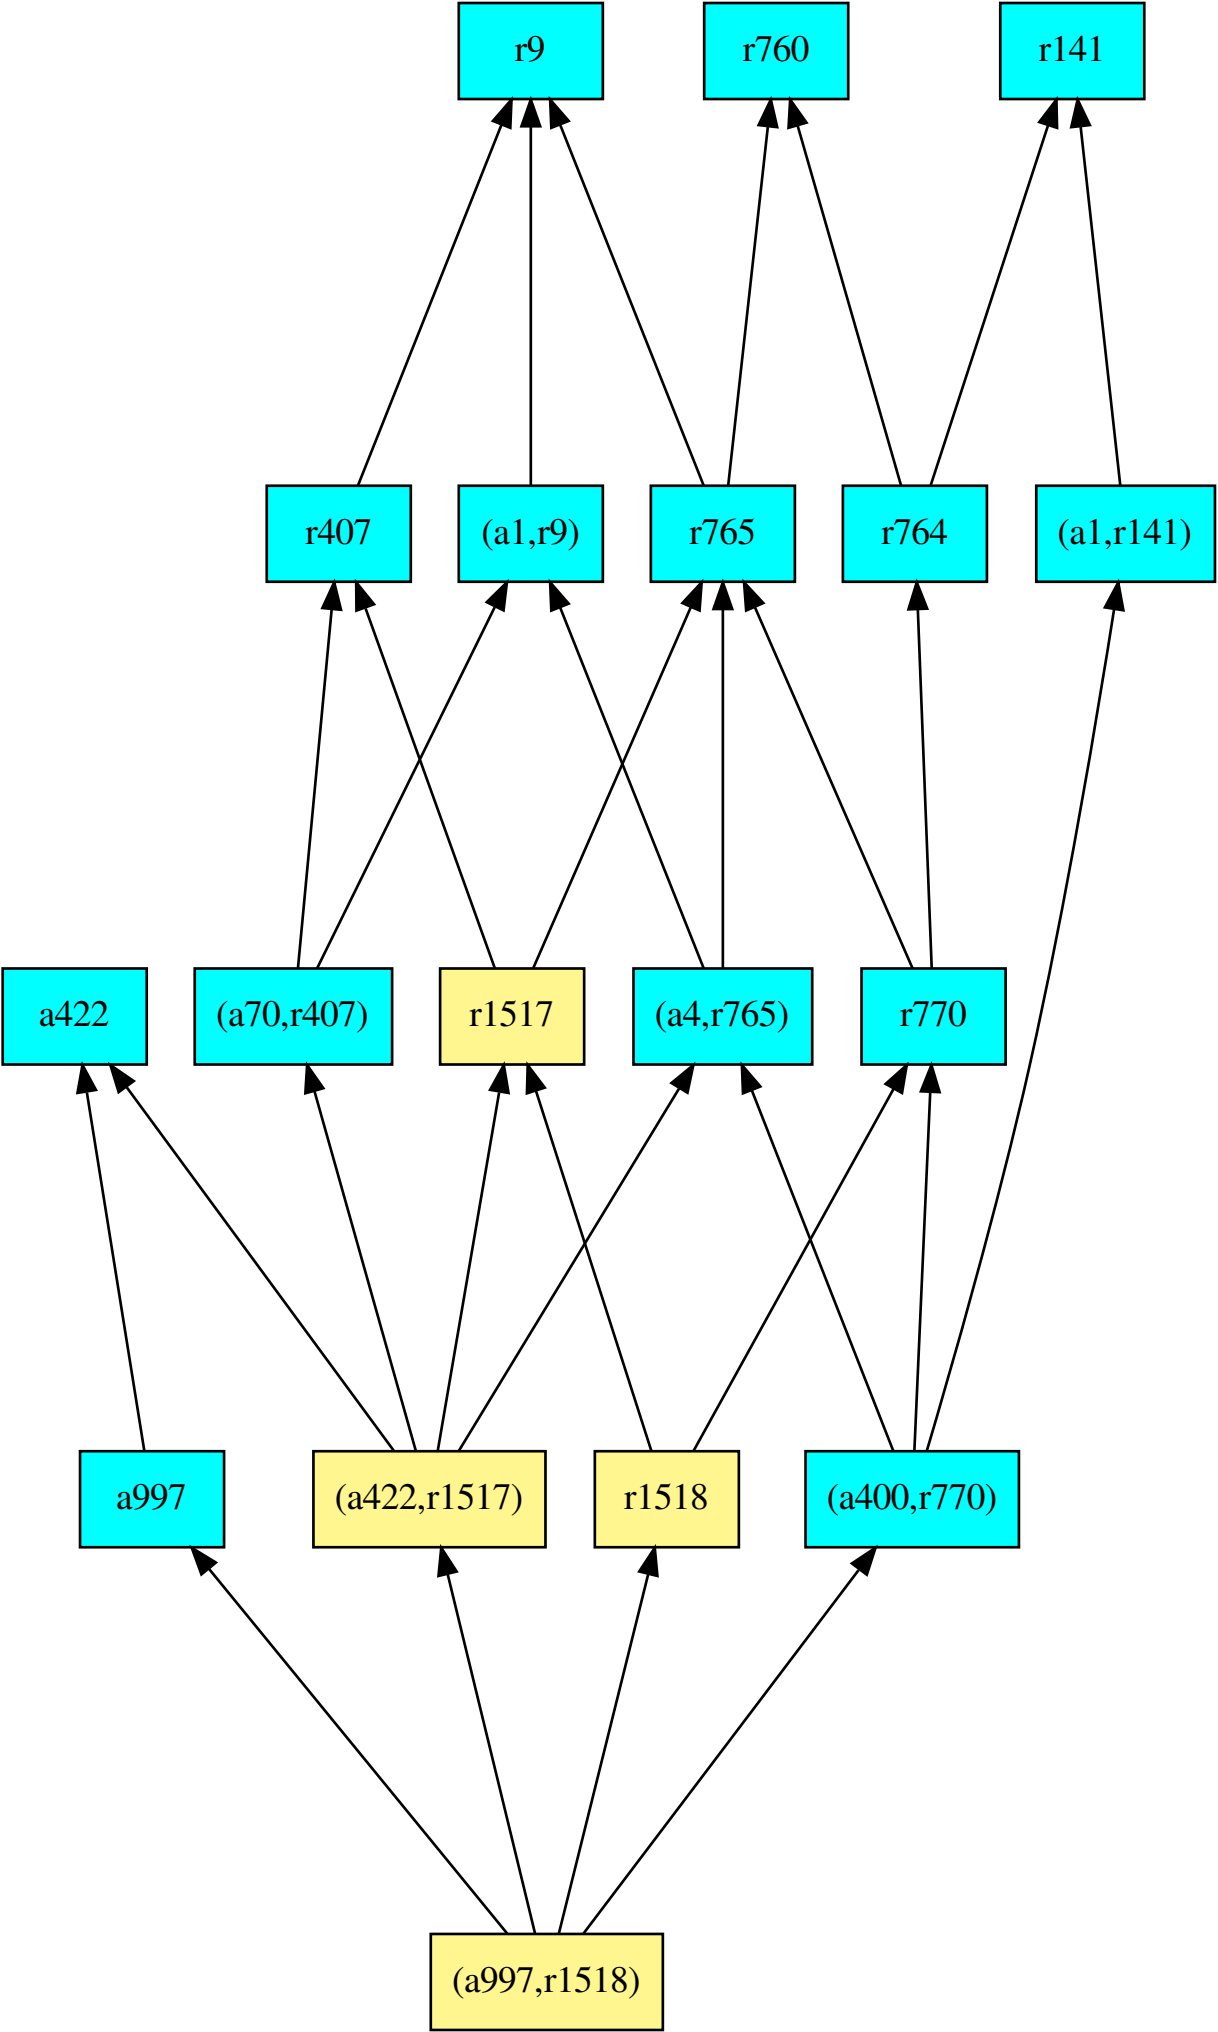 r9
r760
r141
r407
(a1,r9)
r765
r764
(a1,r141)
a422
(a70,r407)
r1517
(a4,r765)
r770
a997
(a422,r1517)
r1518
(a400,r770)
(a997,r1518)